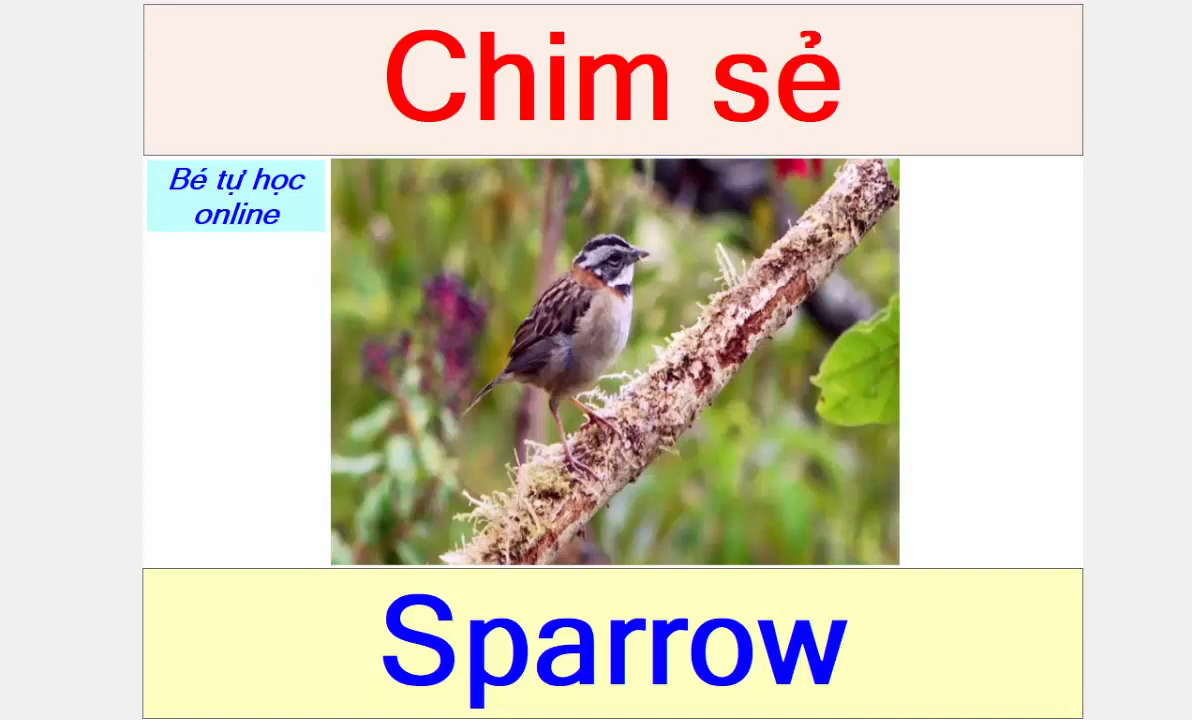 Chim sẻ
Bé tự học
online
Sparrow